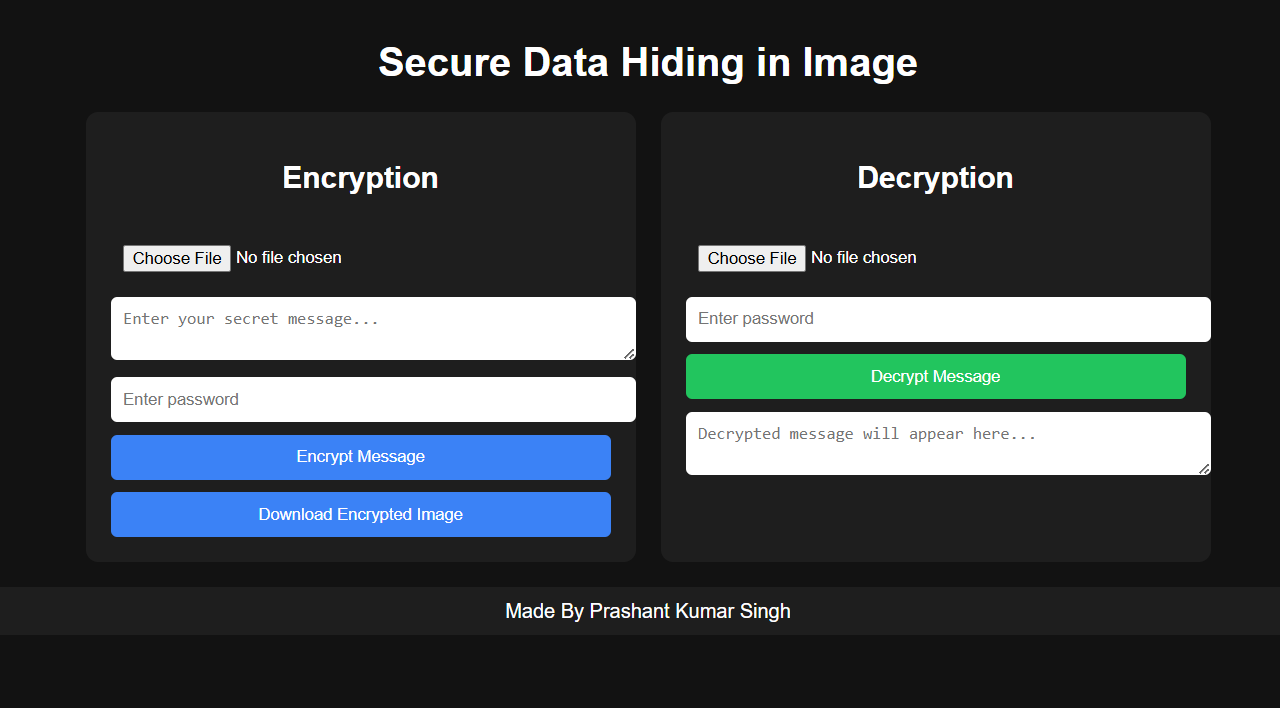 Secure Data Hiding in Image
Encryption
Choose File No file chosen
Enter your secret message...
Enter password
Encrypt Message
Download Encrypted Image
Decryption
Choose File No file chosen
Enter password
Decrypt Message
Decrypted message will appear here...
Made By Prashant Kumar Singh